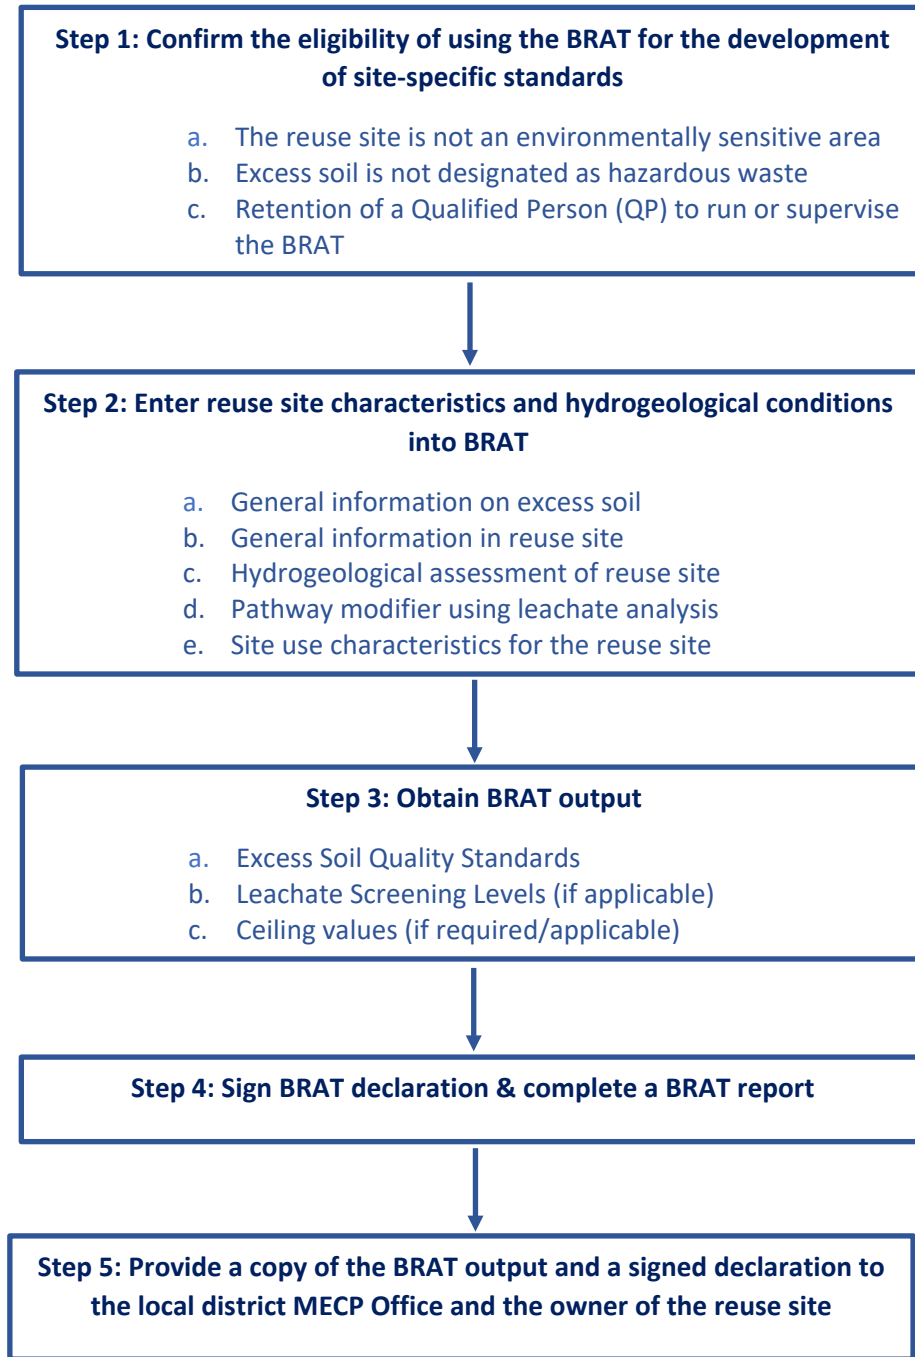 Step 1: Confirm the eligibility of using the BRAT for the development
of site-specific standards
a. The reuse site is not an environmentally sensitive area
b. Excess soil is not designated as hazardous waste
c. Retention of a Qualified Person (QP) to run or supervise
the BRAT
Step 2: Enter reuse site characteristics and hydrogeological conditions
into BRAT
a. General information on excess soil
b. General information in reuse site
c. Hydrogeological assessment of reuse site
d. Pathway modifier using leachate analysis
e. Site use characteristics for the reuse site
Step 3: Obtain BRAT output
a. Excess Soil Quality Standards
b. Leachate Screening Levels (if applicable)
c. Ceiling values (if required/applicable)
Step 4: Sign BRAT declaration & complete a BRAT report
Step 5: Provide a copy of the BRAT output and a signed declaration to
the local district MECP Office and the owner of the reuse site